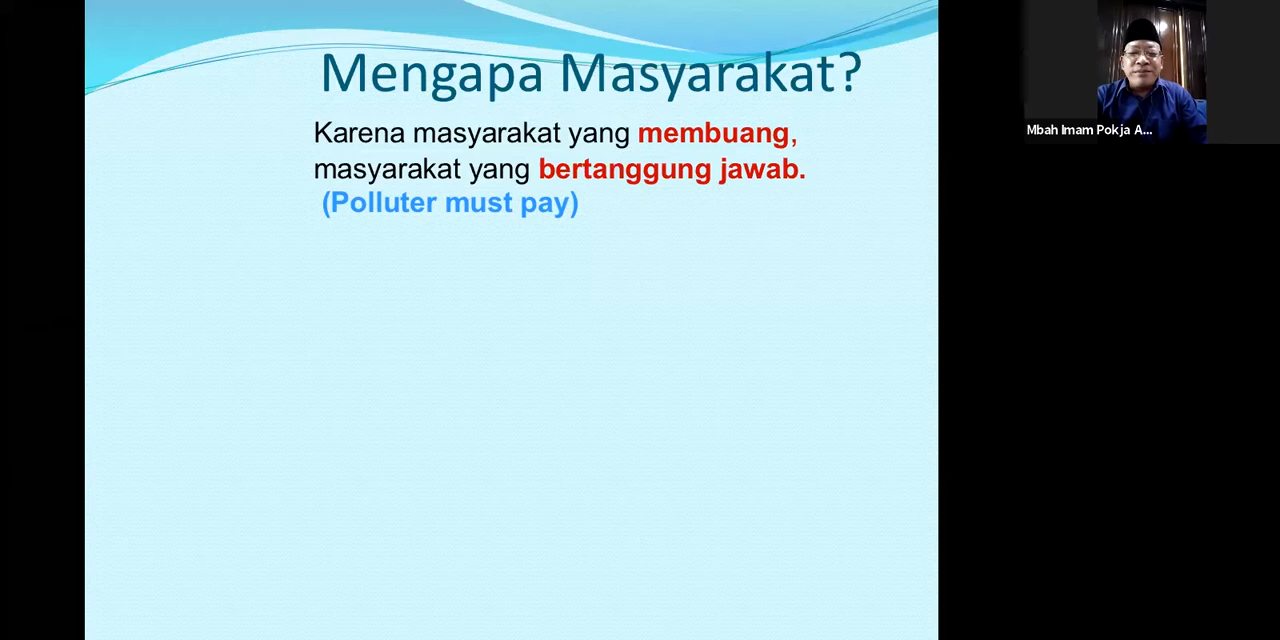 Mengapa Masyarakat?
Karena masyarakat yang membuang,
masyarakat yang bertanggung jawab.
(Polluter must pay)
Mbah Imam Pokja A...